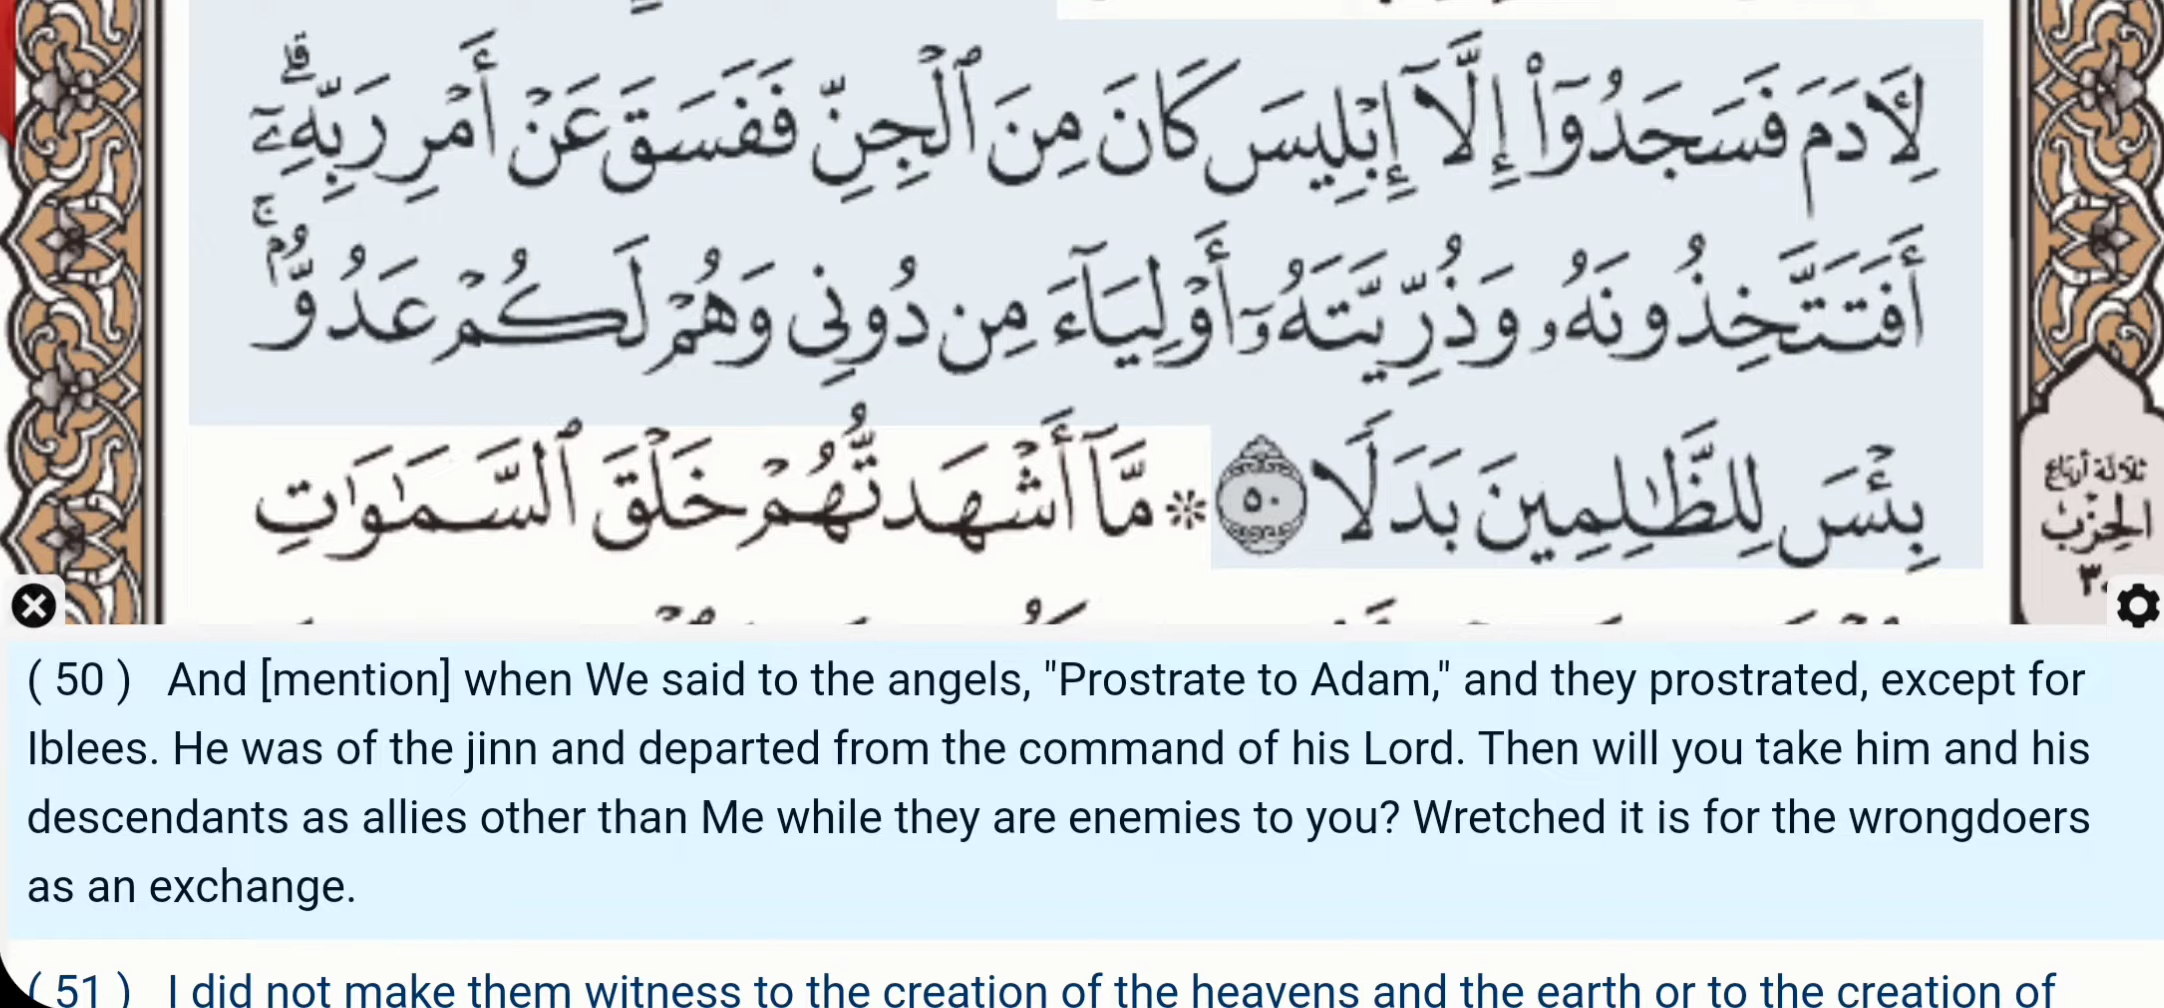 لِأٓدَمَ فَسَجَدُوٓا۟ إِلَّآ إِبْلِيسَ كَانَ مِنَ ٱلْجِنِّ فَفَسَقَ عَنْ أَمْرِ رَبِّهِۦٓ ۗ
أَفَتَتَّخِذُونَهُۥ وَذُرِّيَّتَهُۥٓ أَوْلِيَآءَ مِن دُونِى وَهُمْ لَكُمْ عَدُوٌّۢ ۚ
بِئْسَ لِلظَّٰلِمِينَ بَدَلًا ٥٠ ۞ مَّآ أَشْهَدتُّهُمْ خَلْقَ ٱلسَّمَٰوَٰتِ
ثلاثة أرباع
الحزب
٣٠
( 50 ) And [mention] when We said to the angels, "Prostrate to Adam," and they prostrated, except for
Iblees. He was of the jinn and departed from the command of his Lord. Then will you take him and his
descendants as allies other than Me while they are enemies to you? Wretched it is for the wrongdoers
as an exchange.
( 51 ) I did not make them witness to the creation of the heavens and the earth or to the creation of